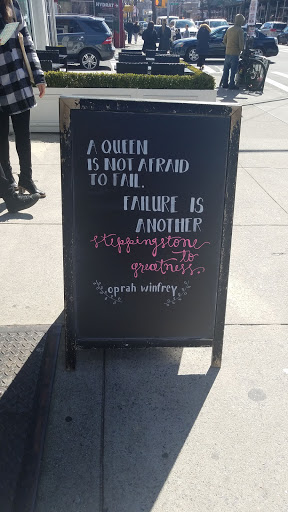 A QUEEN
IS NOT AFRAID
TO FAIL.
FAILURE IS
ANOTHER
steppingstone
to
greatness.
oprah winfrey